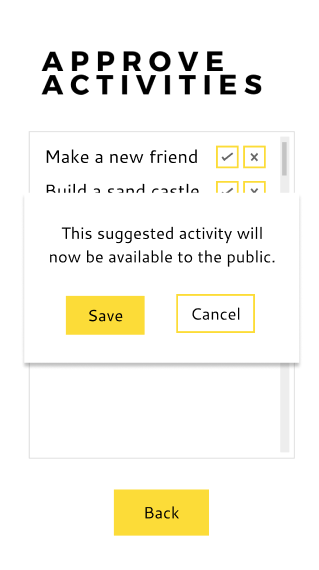 APPROVE
ACTIVITIES
Make a new friend
Build a sand castle
This suggested activity will
now be available to the public.
Save
Cancel
Back